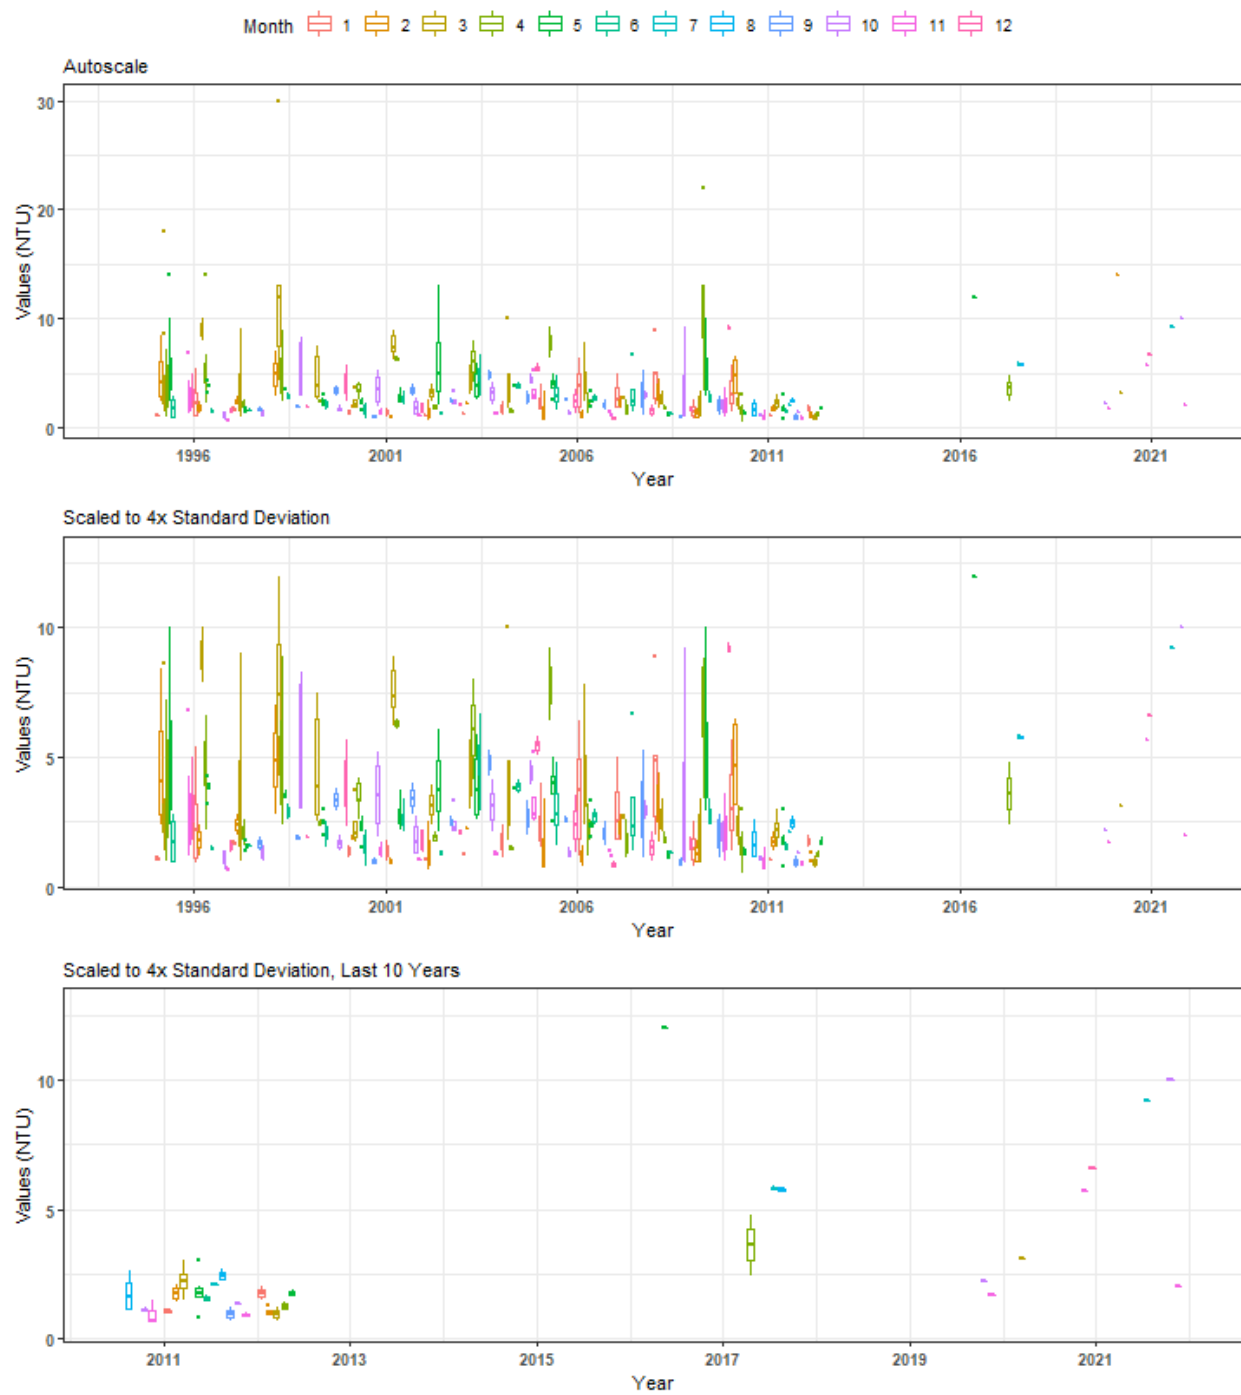 Month 1 2 3 4 5 6 7 8 9 10 11 12
Autoscale
30
20
10
0
Values (NTU)
1996 2001 2006 2011 2016 2021
Year
Scaled to 4x Standard Deviation
10
5
0
Values (NTU)
1996 2001 2006 2011 2016 2021
Year
Scaled to 4x Standard Deviation, Last 10 Years
10
5
0
Values (NTU)
2011 2013 2015 2017 2019 2021
Year